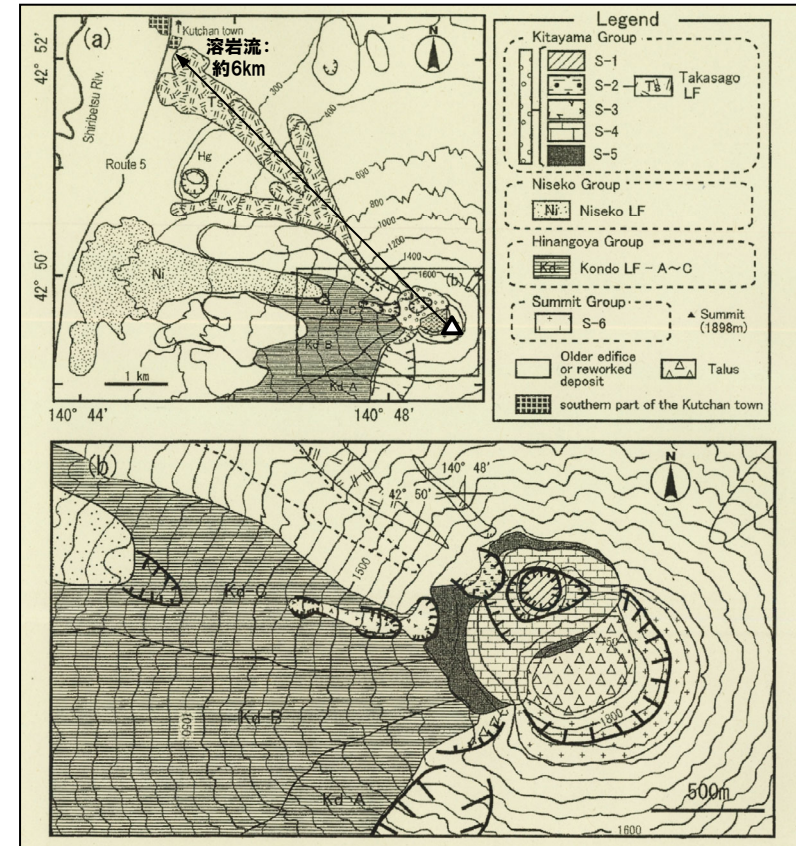 (a)
Kutchan town
溶岩流：
約6km
N
42° 52'
Shiribetsu Riv.
Route 5
Hg
300
400
600
800
1000
1200
1400
1600
(b)
42° 50'
Ni
Kd-C
Kd-B
Kd-A
1 km
140° 44'
140° 48'
Legend
Kitayama Group
S-1
S-2
Takasago
LF
S-3
S-4
S-5
Niseko Group
Ni
Niseko LF
Hinangoya Group
Kd
Kondo LF - A～C
Summit Group
S-6
Summit
(1898m)
Older edifice
or reworked
deposit
Talus
southern part of the Kutchan town
(b)
140° 48'
42° 50'
N
1500
Kd-C
Kd-B
1050
Kd-A
1800
500m
1600